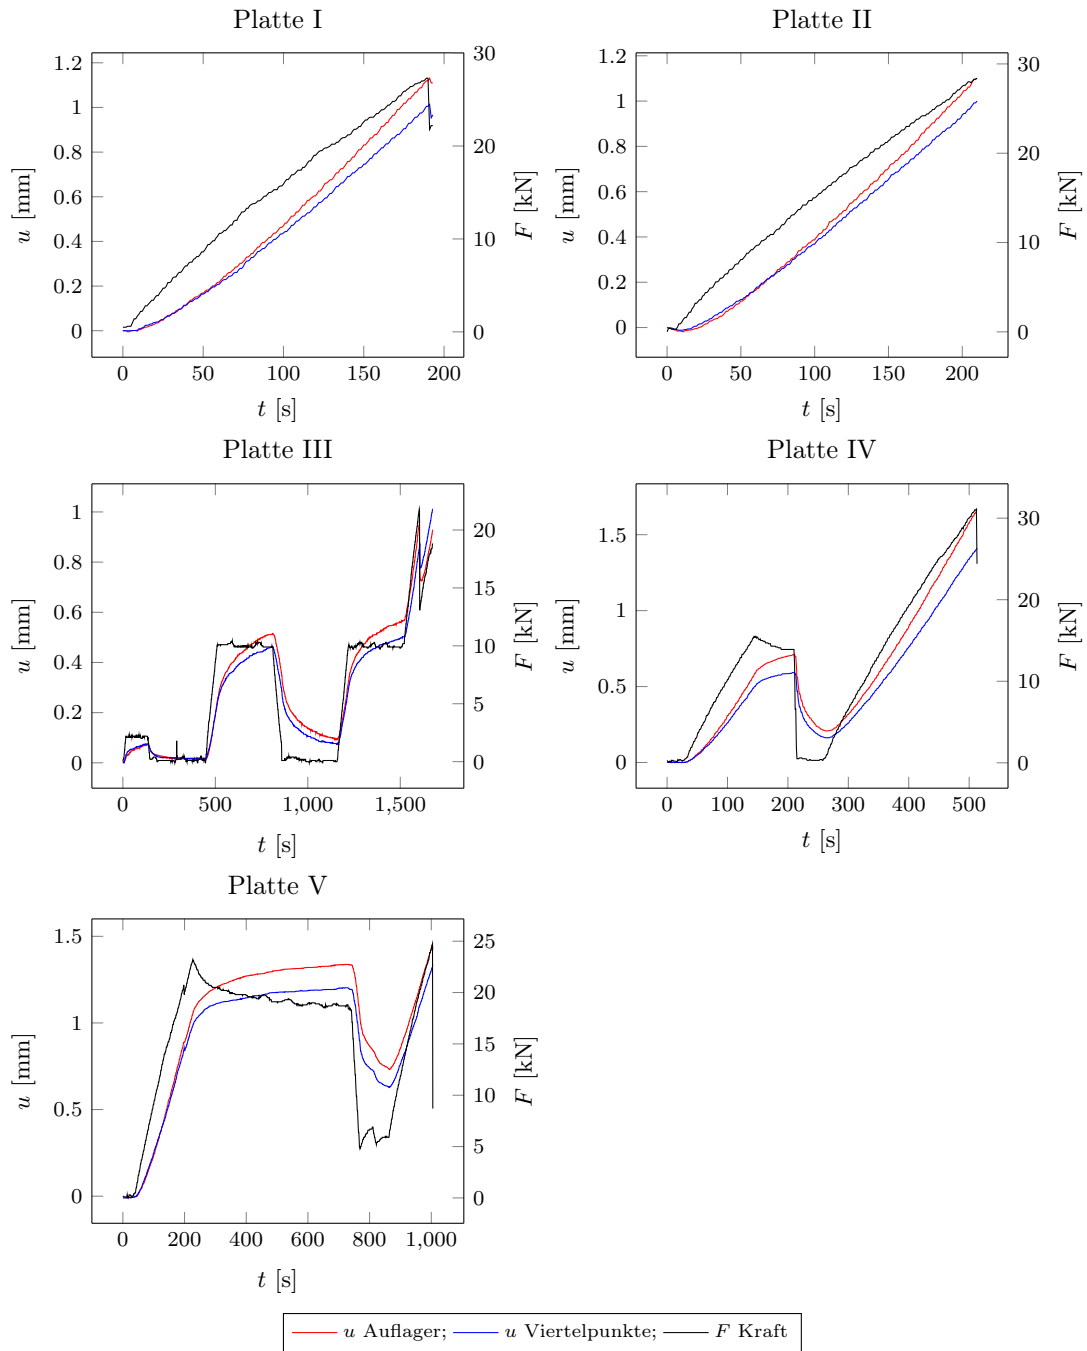 Platte I
Platte II
1.2
1
0.8
0.6
0.4
0.2
0
u [mm]
30
20
10
0
F [kN]
0 50 100 150 200
t [s]
1.2
1
0.8
0.6
0.4
0.2
0
u [mm]
30
20
10
0
F [kN]
0 50 100 150 200
t [s]
Platte III
Platte IV
1
0.8
0.6
0.4
0.2
0
u [mm]
20
15
10
5
0
F [kN]
0 500 1,000 1,500
t [s]
1.5
1
0.5
0
u [mm]
30
20
10
0
F [kN]
0 100 200 300 400 500
t [s]
Platte V
1.5
1
0.5
0
u [mm]
25
20
15
10
5
0
F [kN]
0 200 400 600 800 1,000
t [s]
u Auflager; u Viertelpunkte; F Kraft